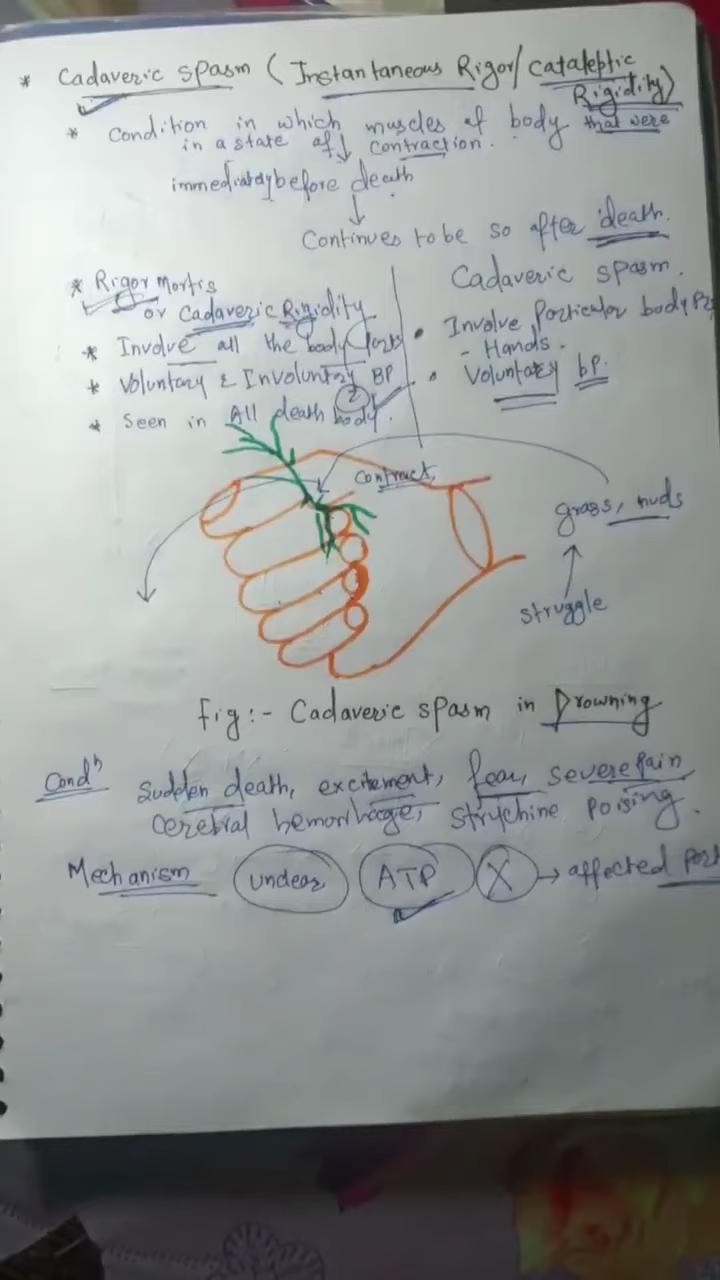 * Cadaveric spasm (Instantaneous Rigor/Cataleptic
Rigidity)
* Condition in which muscles of body that were
in a state of contraction.
immediately before death
Continues to be so after death.
* Rigor mortis
or Cadaveric Rigidity
* Involve all the body parts
* Voluntary & Involuntary BP
* Seen in All death body.
2
Cadaveric spasm.
• Involve Particular body
- Hands.
• Voluntary bp.
Contract,
grass, muds
struggle
Fig:- Cadaveric spasm in Drowning
Condⁿ Sudden death, excitement, fear, severe pain
cerebral hemorrhage, strychine poising.
Mechanism unclear ATP X → affected part